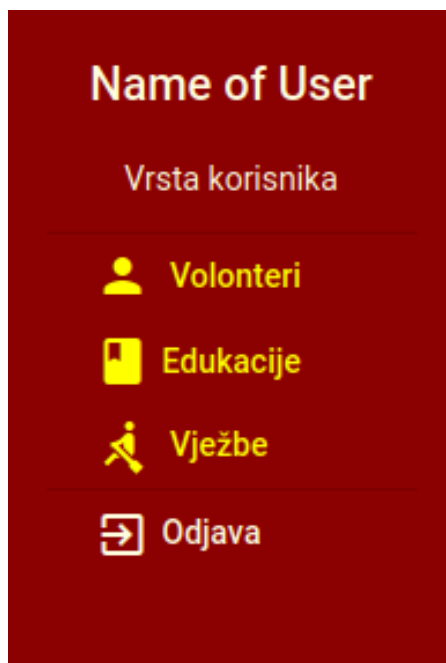 Name of User
Vrsta korisnika
Volonteri
Edukacije
Vježbe
Odjava